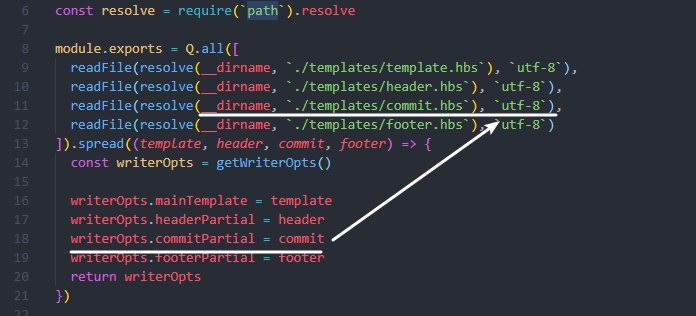 6 const resolve = require(`path`).resolve
7
8 module.exports = Q.all([
9 readFile(resolve(__dirname, `./templates/template.hbs`), `utf-8`),
10 readFile(resolve(__dirname, `./templates/header.hbs`), `utf-8`),
11 readFile(resolve(__dirname, `./templates/commit.hbs`), `utf-8`),
12 readFile(resolve(__dirname, `./templates/footer.hbs`), `utf-8`)
13 ]).spread((template, header, commit, footer) => {
14 const writerOpts = getWriterOpts()
15
16 writerOpts.mainTemplate = template
17 writerOpts.headerPartial = header
18 writerOpts.commitPartial = commit
19 writerOpts.footerPartial = footer
20 return writerOpts
21 })
22